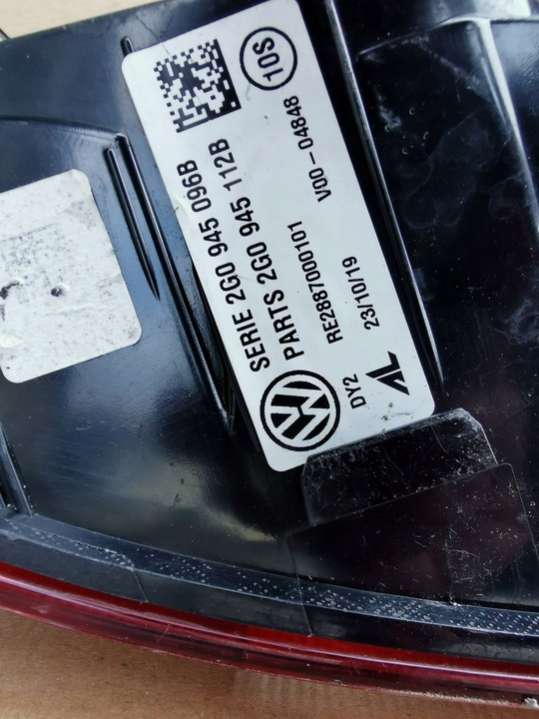 10S
SERIE 2G0 945 096B
PARTS 2G0 945 112B
RE2887000101 V00-04848
DY2 23/10/19
AL